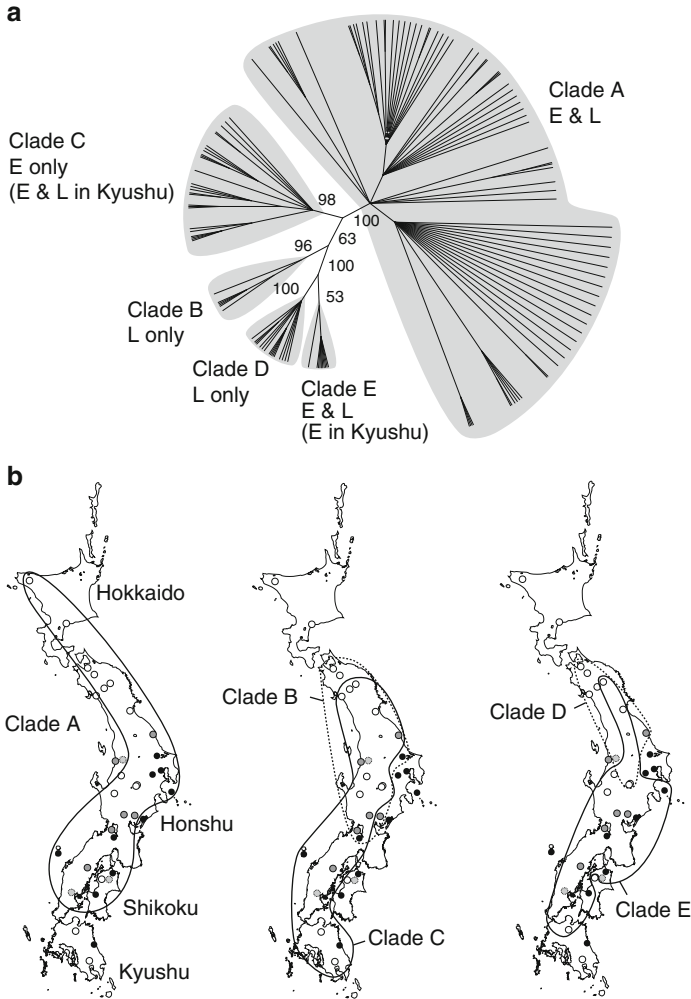 a
Clade A
E & L
Clade C
E only
(E & L in Kyushu)
98
100
63
96
100
100
53
Clade B
L only
Clade D
L only
Clade E
E & L
(E in Kyushu)
b
Hokkaido
Clade A
Honshu
Shikoku
Kyushu
Clade B
Clade C
Clade D
Clade E